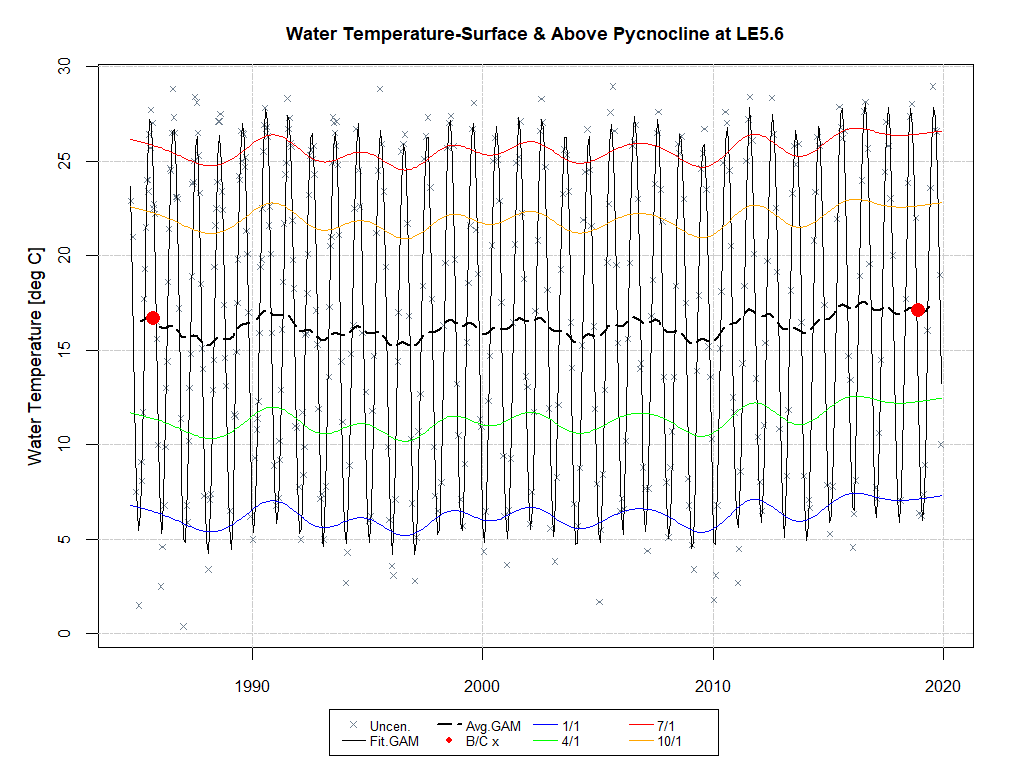 Water Temperature-Surface & Above Pycnocline at LE5.6
Water Temperature [deg C]
30
25
20
15
10
5
0
1990 2000 2010 2020
Uncen. Avg.GAM 1/1 7/1
Fit.GAM B/C x 4/1 10/1